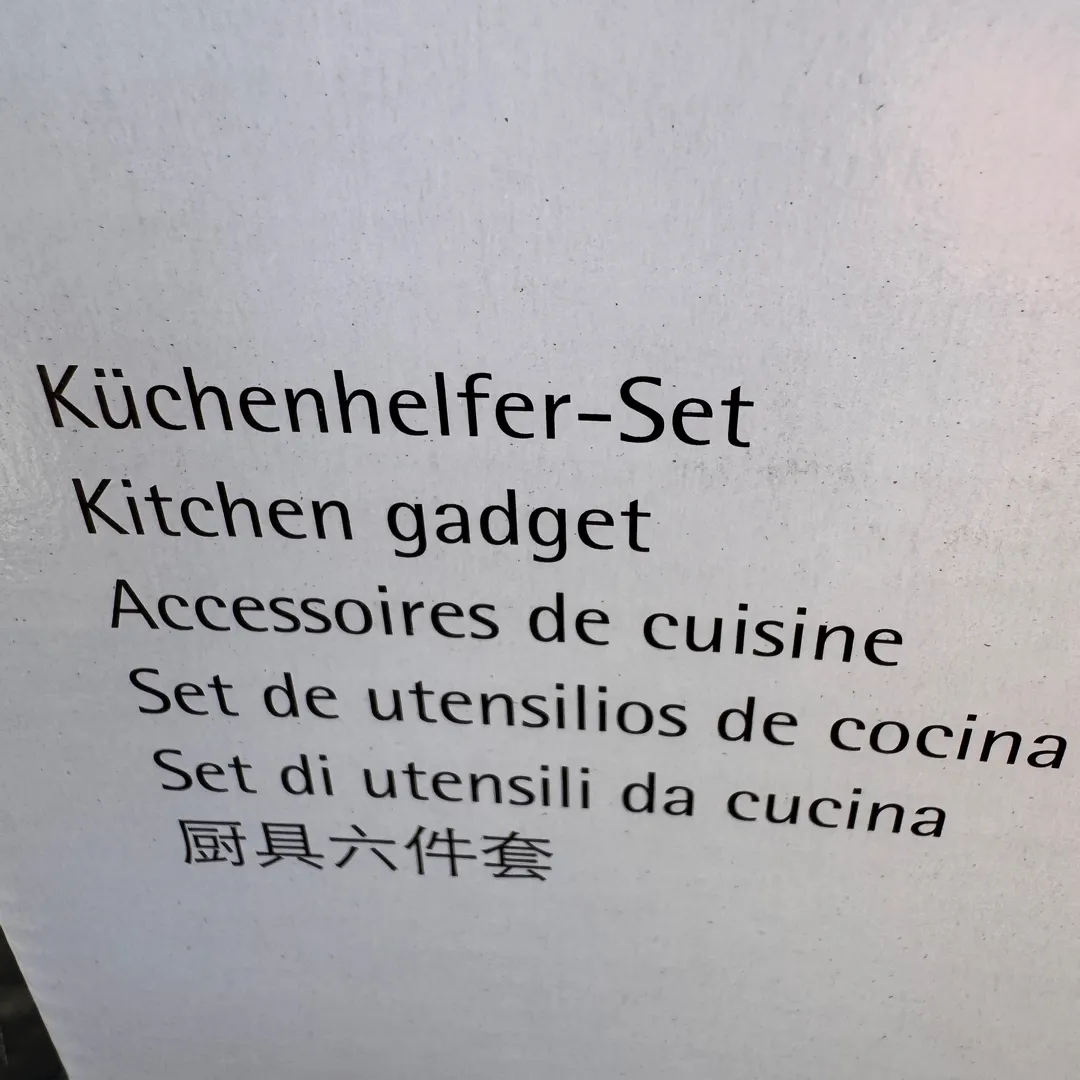 Küchenhelfer-Set
Kitchen gadget
Accessoires de cuisine
Set de utensilios de cocina
Set di utensili da cucina
厨具六件套